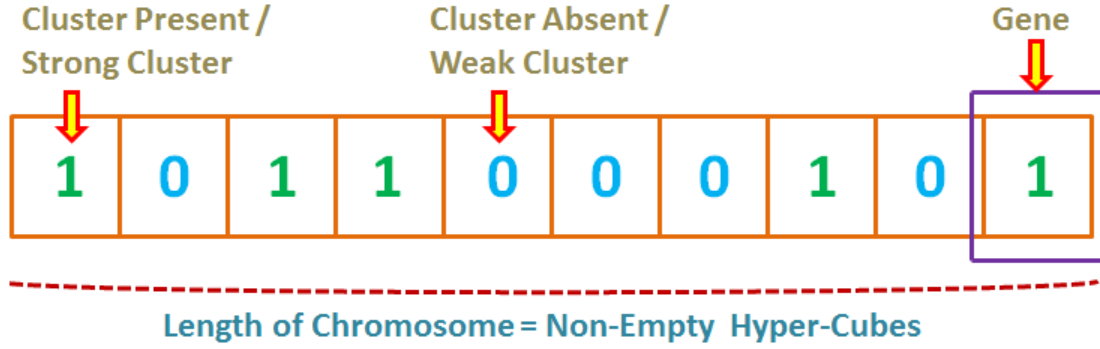 Cluster Present / Cluster Absent / Gene
Strong Cluster Weak Cluster
1 0 1 1 0 0 0 1 0 1
Length of Chromosome = Non-Empty Hyper-Cubes